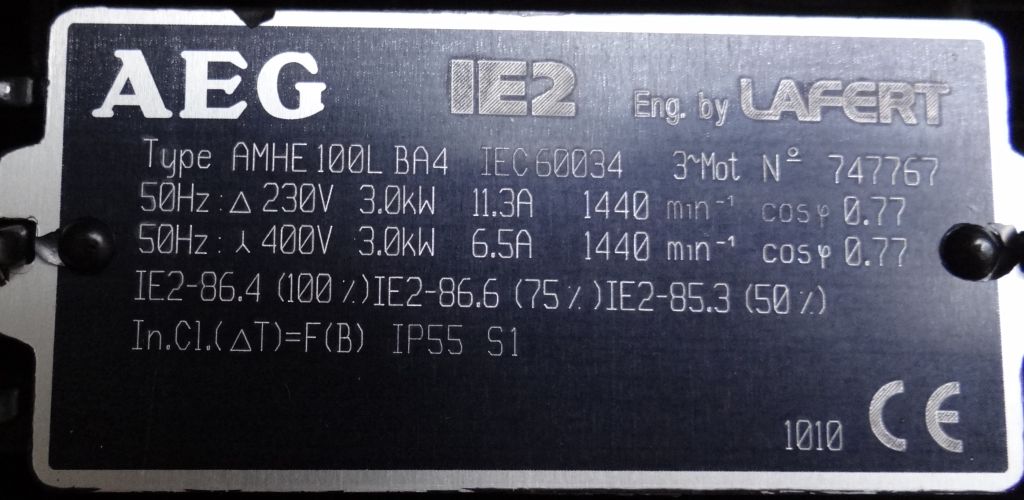 AEG IE2 Eng. by LAFERT
Type AMHE 100L BA4 IEC 60034 3~Mot Nº 747767
50Hz : △ 230V 3.0kW 11.3A 1440 min⁻¹ cosφ 0.77
50Hz : ⅄ 400V 3.0kW 6.5A 1440 min⁻¹ cosφ 0.77
IE2-86.4 (100%) IE2-86.6 (75%) IE2-85.3 (50%)
In.Cl.(△T)=F(B) IP55 S1
1010 CE